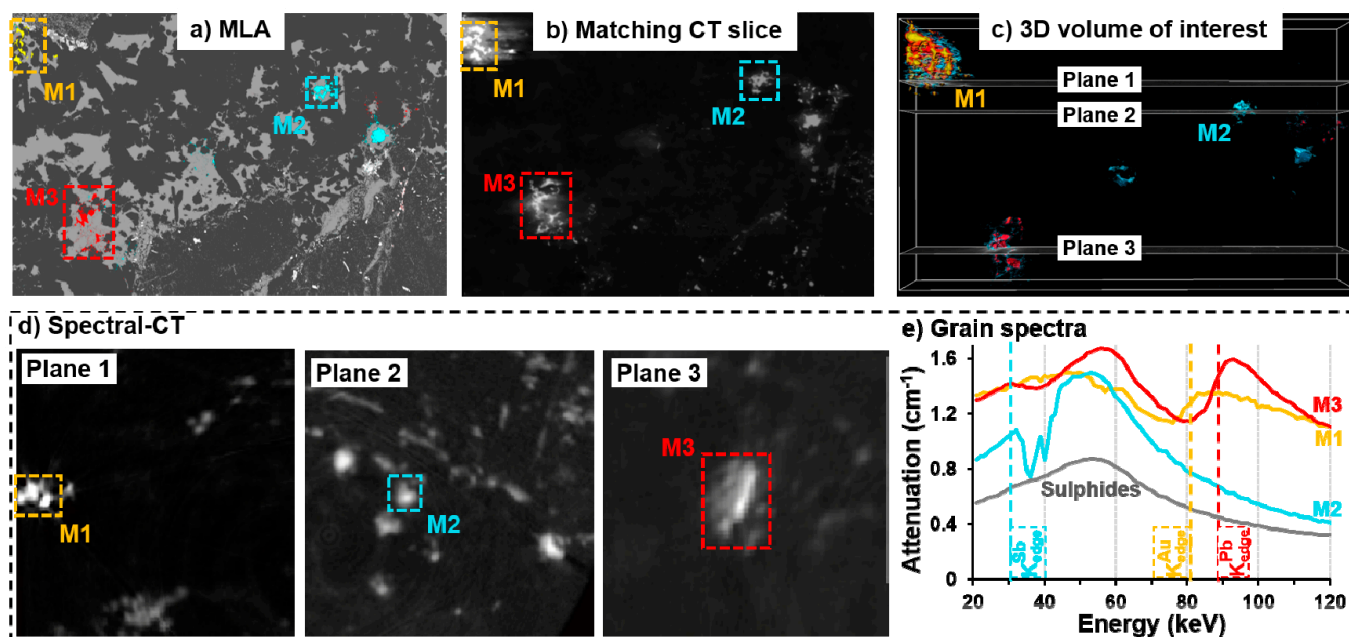 a) MLA
M1
M2
M3
b) Matching CT slice
M1
M2
M3
c) 3D volume of interest
Plane 1
M1
Plane 2
M2
Plane 3
d) Spectral-CT
Plane 1
M1
Plane 2
M2
Plane 3
M3
e) Grain spectra
Attenuation (cm⁻¹)
1.6
1.2
0.8
0.4
0
M3
M1
M2
Sulphides
Sb
K edge
Au
K edge
Pb
K edge
20 40 60 80 100 120
Energy (keV)